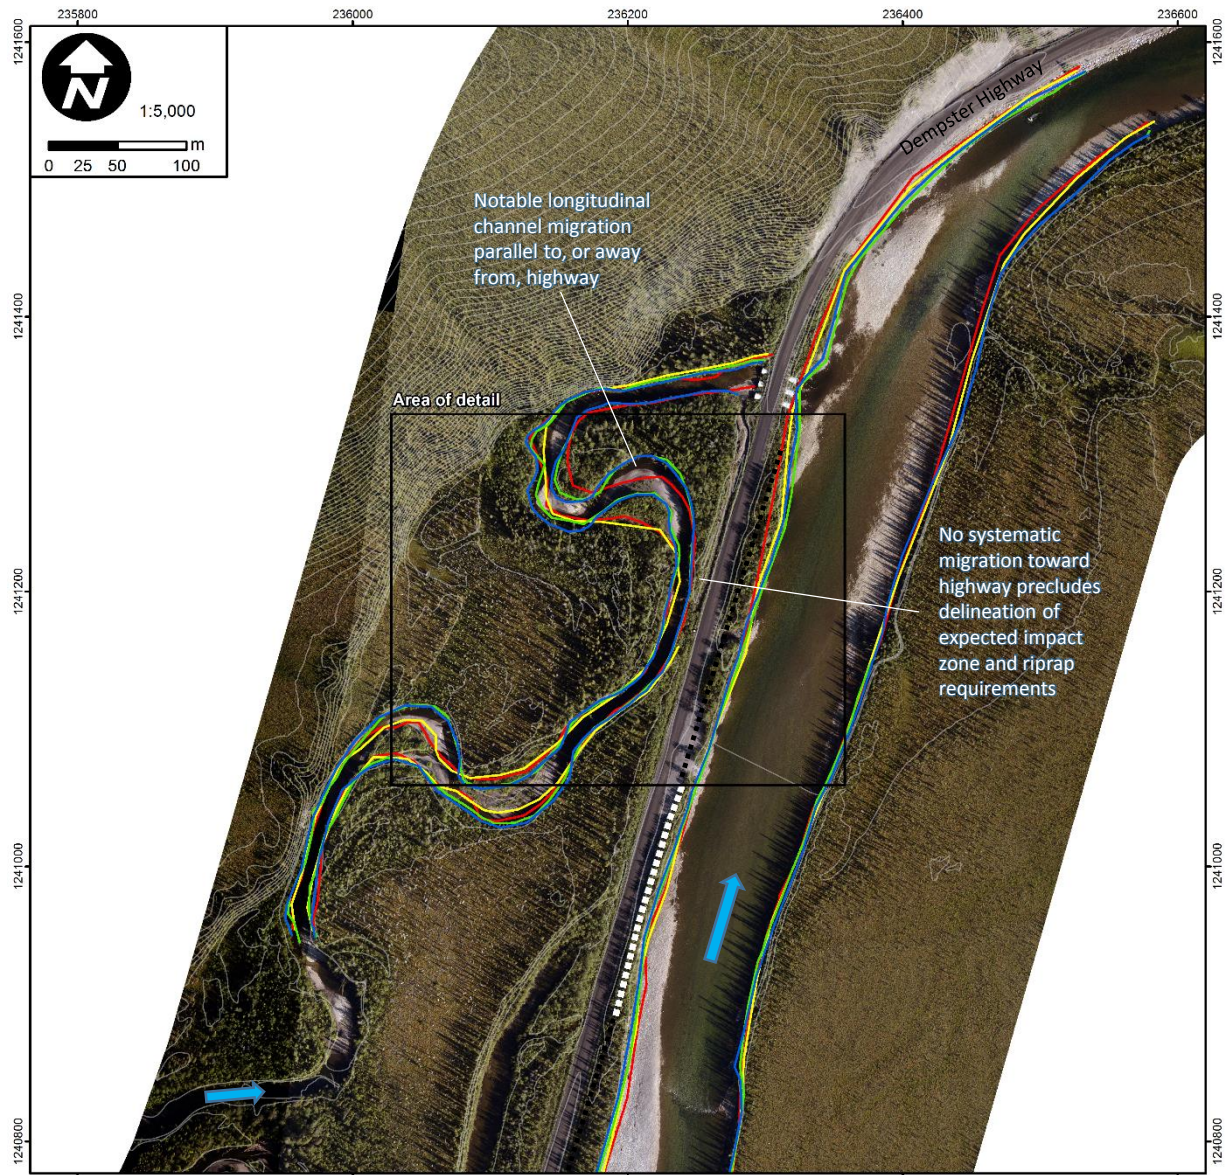 235800 236000 236200 236400 236600
1241600
1241600
N
1:5,000
m
0 25 50 100
Dempster Highway
Notable longitudinal
channel migration
parallel to, or away
from, highway
1241400
1241400
Area of detail
No systematic
migration toward
highway precludes
delineation of
expected impact
zone and riprap
requirements
1241200
1241200
1241000
1241000
1240800
1240800